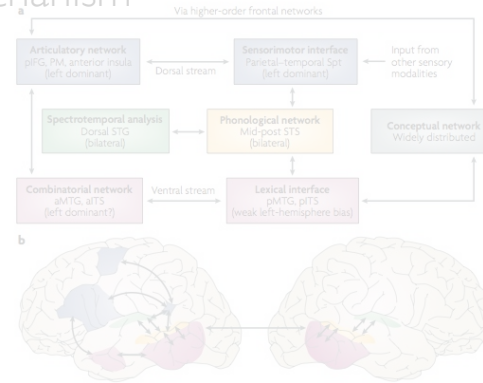 echanism
a
Via higher-order frontal networks
Articulatory network
pIFG, PM, anterior insula
(left dominant)
Dorsal stream
Sensorimotor interface
Parietal–temporal Spt
(left dominant)
Input from
other sensory
modalities
Spectrotemporal analysis
Dorsal STG
(bilateral)
Phonological network
Mid-post STS
(bilateral)
Conceptual network
Widely distributed
Combinatorial network
aMTG, aITS
(left dominant?)
Ventral stream
Lexical interface
pMTG, pITS
(weak left-hemisphere bias)
b